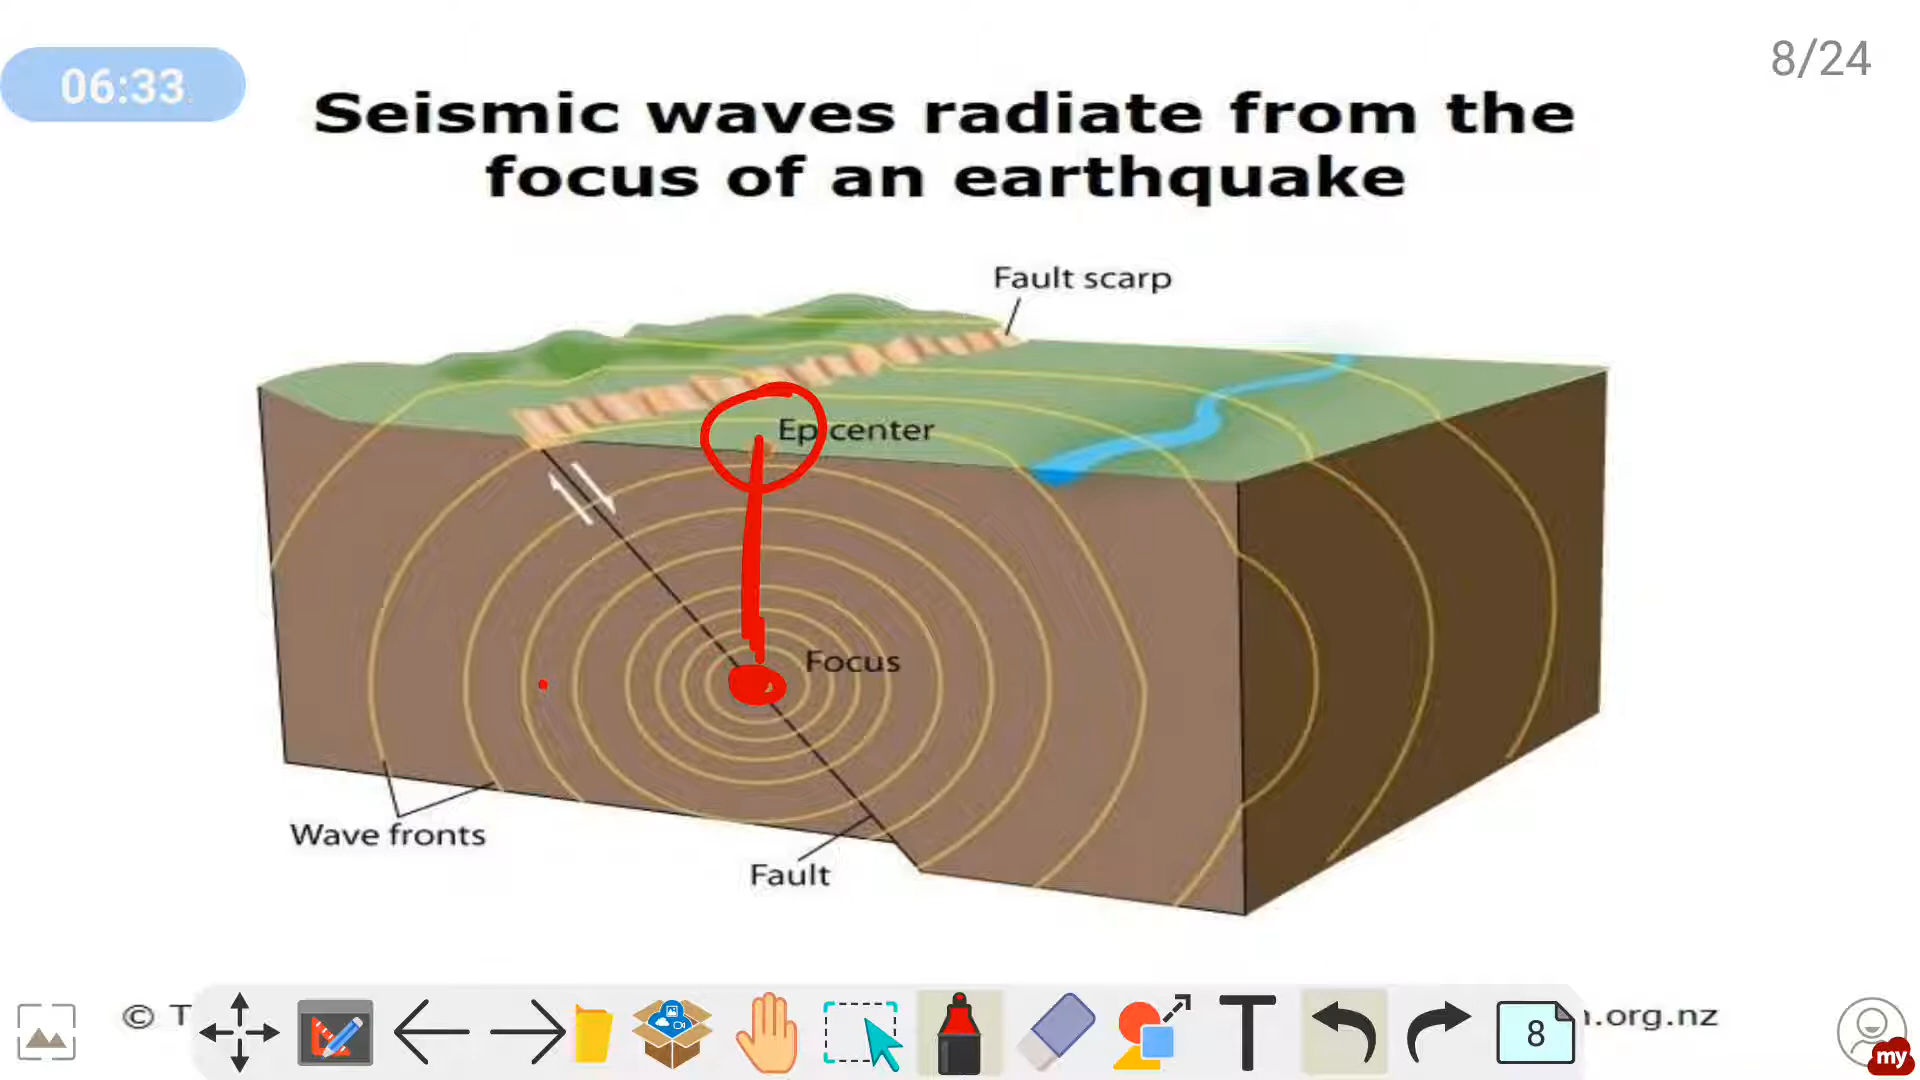 06:33
8/24
Seismic waves radiate from the
focus of an earthquake
Fault scarp
Epicenter
Focus
Wave fronts
Fault
© T
.org.nz
8
my